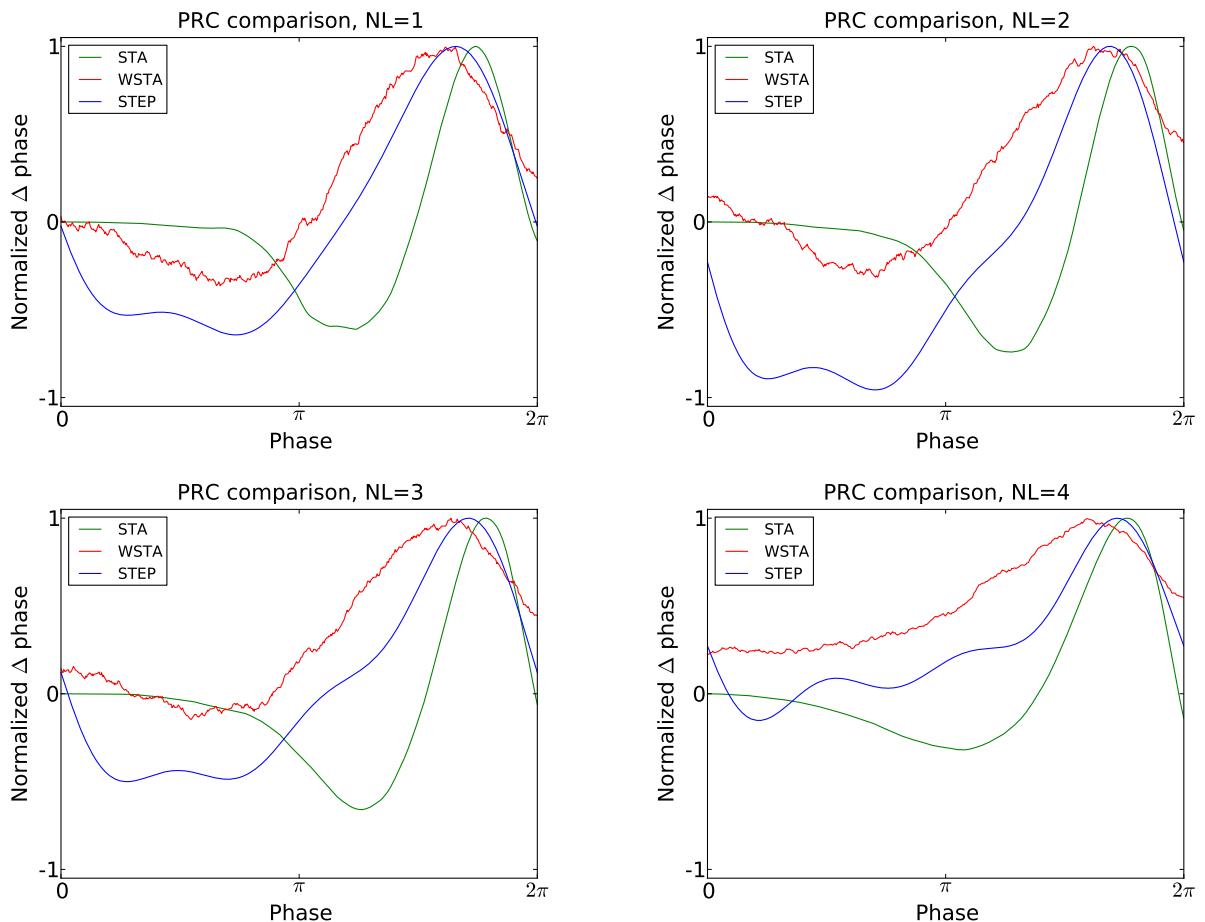 PRC comparison, NL=1
1
STA
WSTA
STEP
0
-1
Normalized Δ phase
0
π
2π
Phase
PRC comparison, NL=2
1
STA
WSTA
STEP
0
-1
Normalized Δ phase
0
π
2π
Phase
PRC comparison, NL=3
1
STA
WSTA
STEP
0
-1
Normalized Δ phase
0
π
2π
Phase
PRC comparison, NL=4
1
STA
WSTA
STEP
0
-1
Normalized Δ phase
0
π
2π
Phase